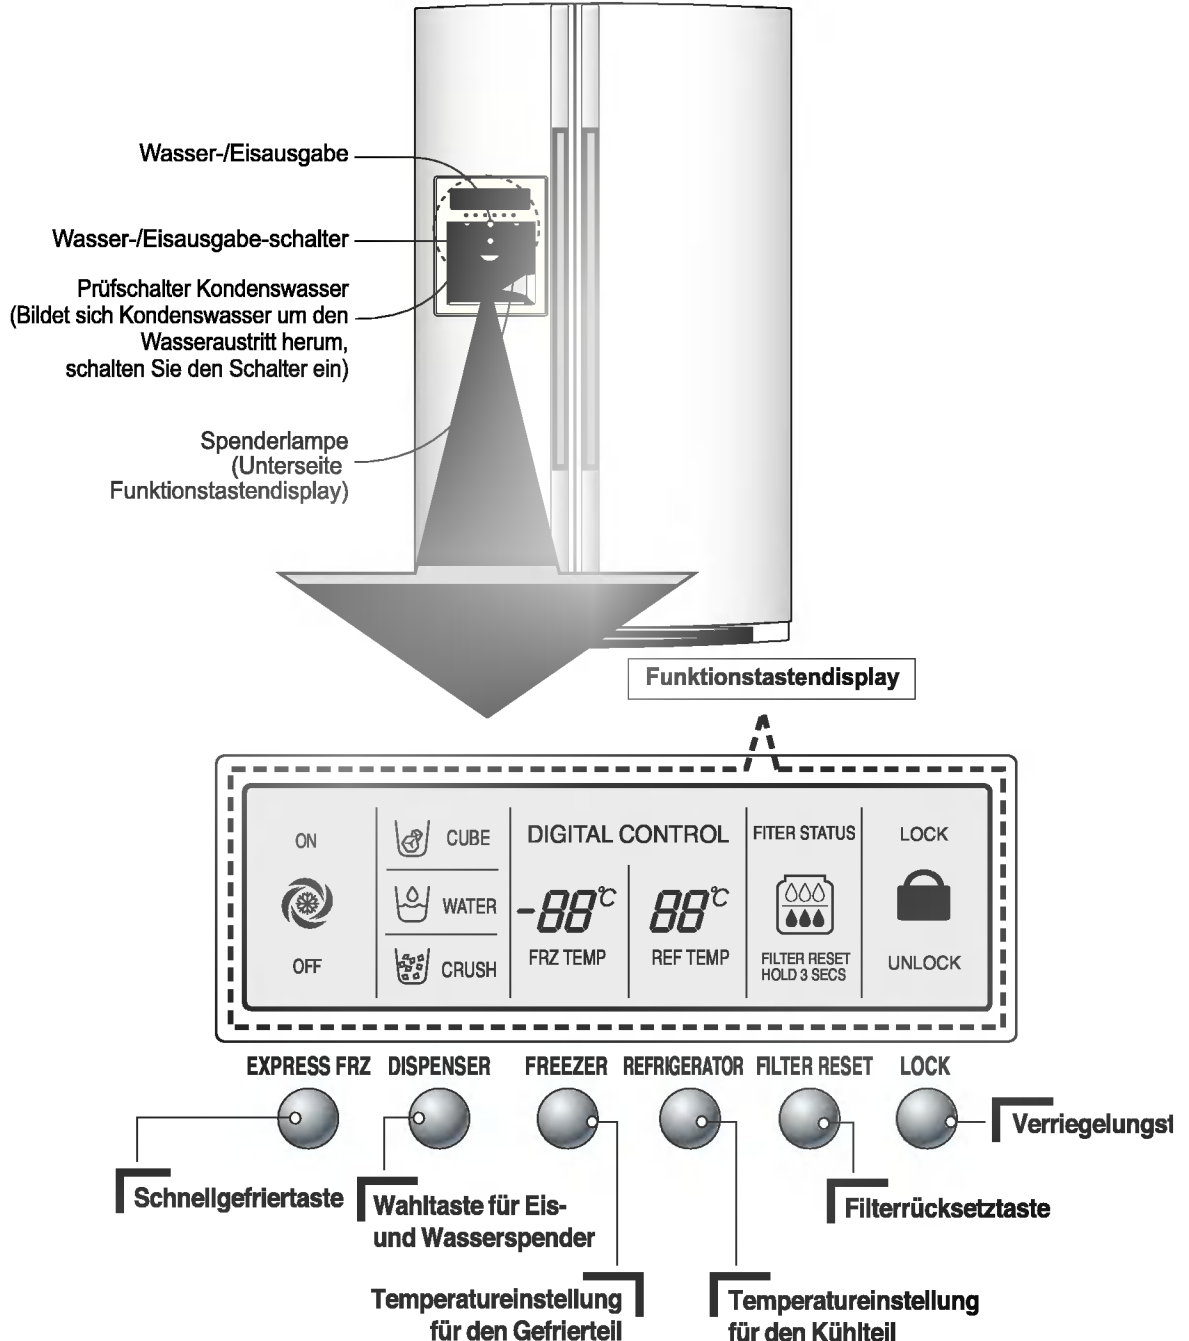 Wasser-/Eisausgabe
Wasser-/Eisausgabe-schalter
Prüfschalter Kondenswasser
(Bildet sich Kondenswasser um den
Wasseraustritt herum,
schalten Sie den Schalter ein)
Spenderlampe
(Unterseite
Funktionstastendisplay)
Funktionstastendisplay
ON
OFF
CUBE
WATER
CRUSH
DIGITAL CONTROL
-88°C
FRZ TEMP
88°C
REF TEMP
FITER STATUS
FILTER RESET
HOLD 3 SECS
LOCK
UNLOCK
EXPRESS FRZ DISPENSER FREEZER REFRIGERATOR FILTER RESET LOCK
Verriegelungst
Schnellgefriertaste
Wahltaste für Eis-
und Wasserspender
Filterrücksetztaste
Temperatureinstellung
für den Gefrierteil
Temperatureinstellung
für den Kühlteil